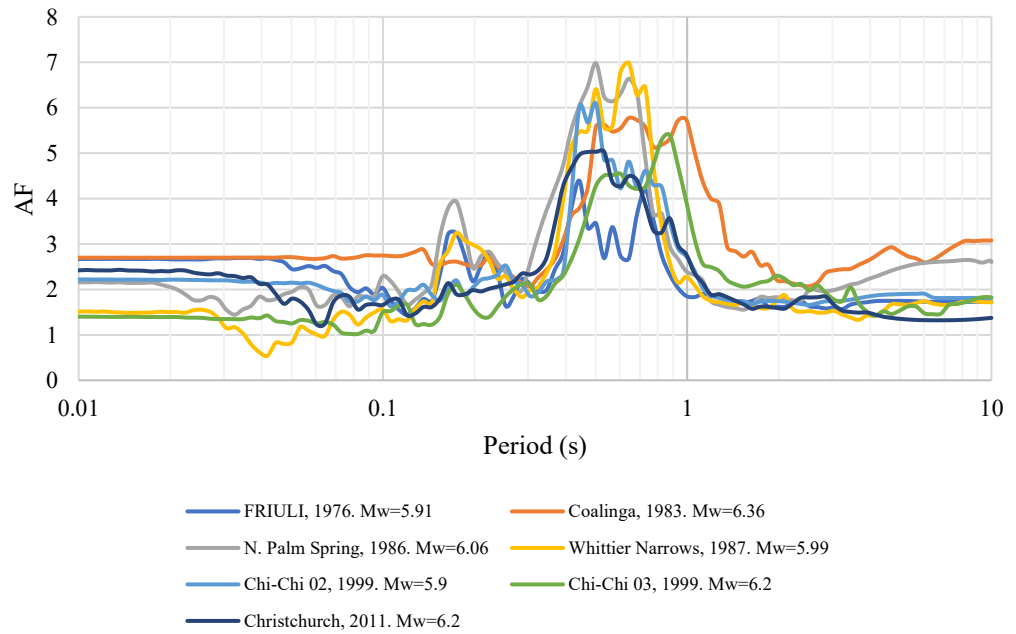 8
7
6
5
4
3
2
1
0
AF
0.01 0.1 1 10
Period (s)
FRIULI, 1976. Mw=5.91 Coalinga, 1983. Mw=6.36
N. Palm Spring, 1986. Mw=6.06 Whittier Narrows, 1987. Mw=5.99
Chi-Chi 02, 1999. Mw=5.9 Chi-Chi 03, 1999. Mw=6.2
Christchurch, 2011. Mw=6.2